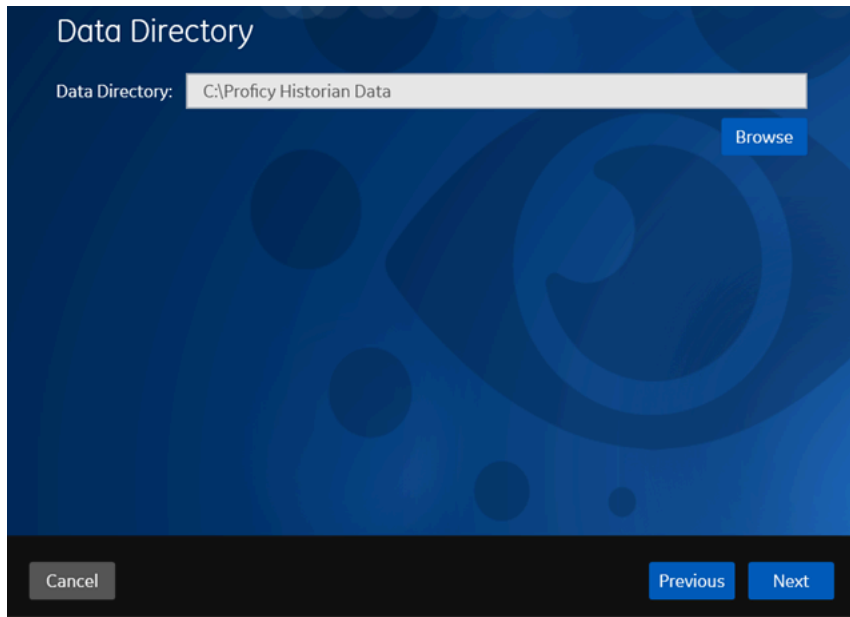 Data Directory
Data Directory: C:\Proficy Historian Data
Browse
Cancel Previous Next